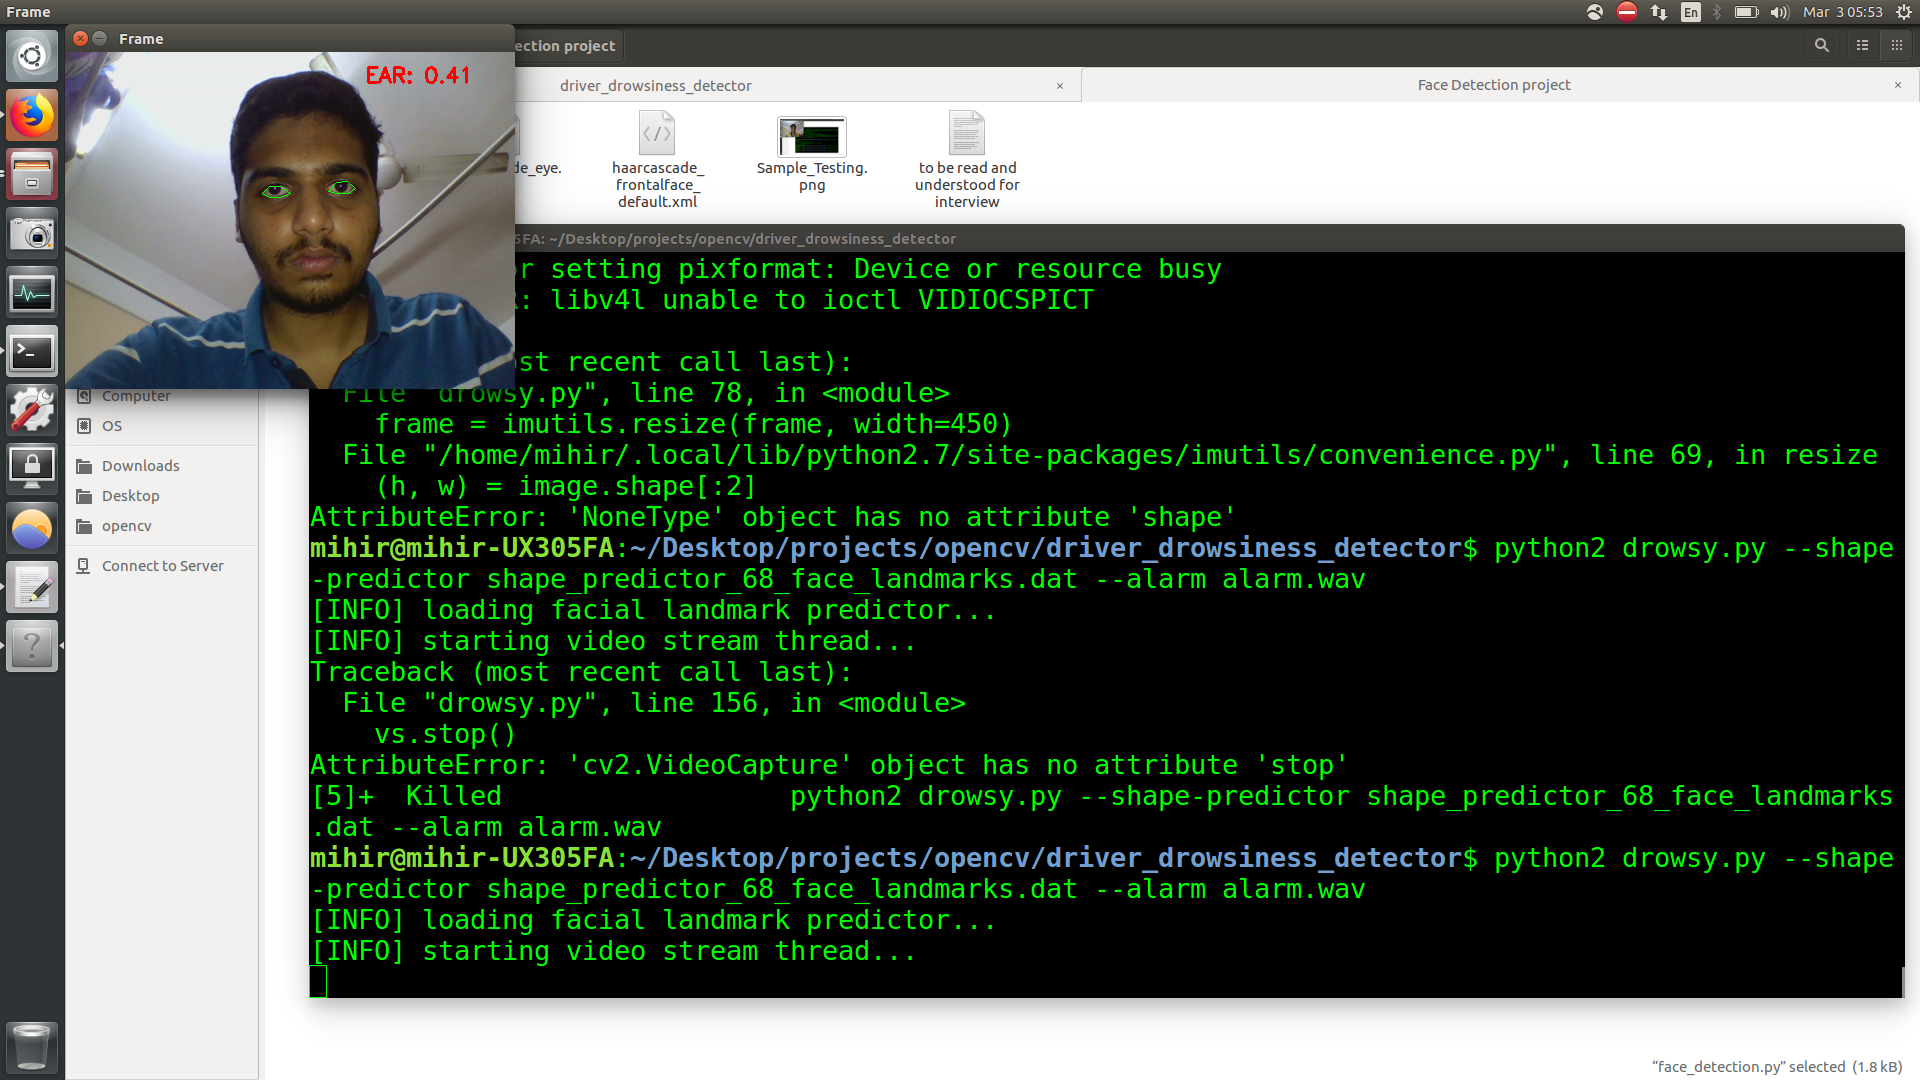 Frame
En
Mar 3 05:53
Frame
EAR: 0.41
ection project
driver_drowsiness_detector
Face Detection project
de_eye.
haarcascade_
frontalface_
default.xml
Sample_Testing.
png
to be read and
understood for
interview
5FA: ~/Desktop/projects/opencv/driver_drowsiness_detector
r setting pixformat: Device or resource busy
: libv4l unable to ioctl VIDIOCSPICT
st recent call last):
File "drowsy.py", line 78, in <module>
frame = imutils.resize(frame, width=450)
File "/home/mihir/.local/lib/python2.7/site-packages/imutils/convenience.py", line 69, in resize
(h, w) = image.shape[:2]
AttributeError: 'NoneType' object has no attribute 'shape'
mihir@mihir-UX305FA:~/Desktop/projects/opencv/driver_drowsiness_detector$ python2 drowsy.py --shape
-predictor shape_predictor_68_face_landmarks.dat --alarm alarm.wav
[INFO] loading facial landmark predictor...
[INFO] starting video stream thread...
Traceback (most recent call last):
File "drowsy.py", line 156, in <module>
vs.stop()
AttributeError: 'cv2.VideoCapture' object has no attribute 'stop'
[5]+ Killed python2 drowsy.py --shape-predictor shape_predictor_68_face_landmarks
.dat --alarm alarm.wav
mihir@mihir-UX305FA:~/Desktop/projects/opencv/driver_drowsiness_detector$ python2 drowsy.py --shape
-predictor shape_predictor_68_face_landmarks.dat --alarm alarm.wav
[INFO] loading facial landmark predictor...
[INFO] starting video stream thread...
Computer
OS
Downloads
Desktop
opencv
Connect to Server
“face_detection.py” selected (1.8 kB)